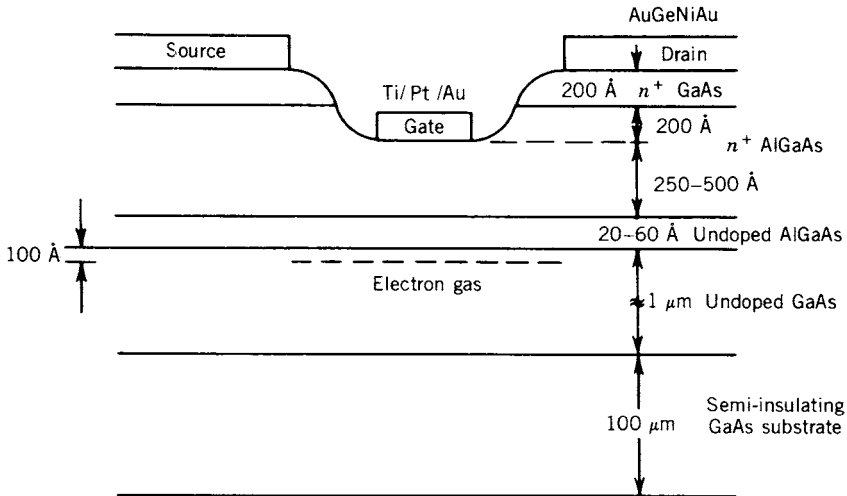 AuGeNiAu
Source
Drain
200 Å n⁺ GaAs
Ti/Pt/Au
Gate
200 Å
n⁺ AlGaAs
250–500 Å
20–60 Å Undoped AlGaAs
100 Å
Electron gas
≈1 μm Undoped GaAs
Semi-insulating
100 μm GaAs substrate